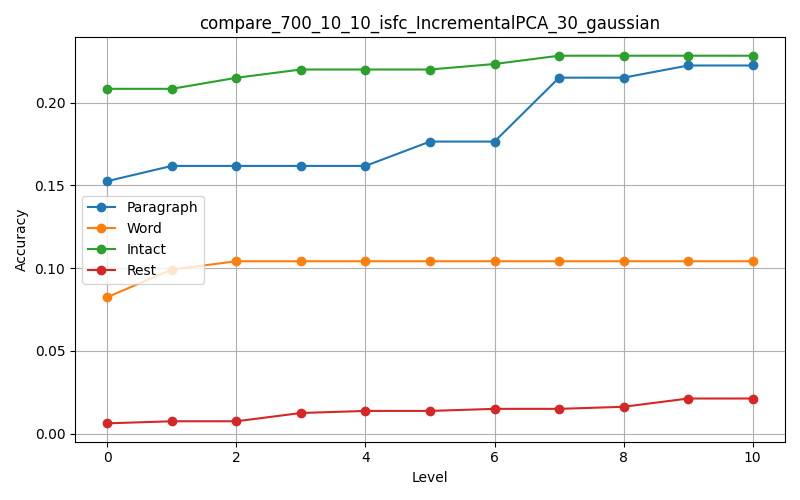 compare_700_10_10_isfc_IncrementalPCA_30_gaussian
Accuracy
0.20
0.15
0.10
0.05
0.00
Paragraph
Word
Intact
Rest
0 2 4 6 8 10
Level